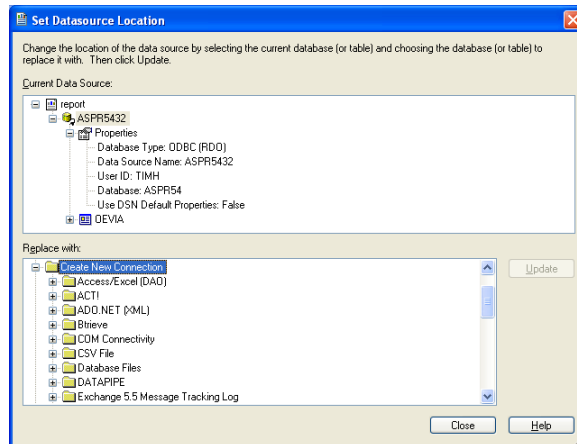 Set Datasource Location
Change the location of the data source by selecting the current database (or table) and choosing the database (or table) to
replace it with. Then click Update.
Current Data Source:
report
ASPR5432
Properties
Database Type: ODBC (RDO)
Data Source Name: ASPR5432
User ID: TIMH
Database: ASPR54
Use DSN Default Properties: False
OEVIA
Replace with:
Create New Connection
Access/Excel (DAO)
ACT!
ADO.NET (XML)
Btrieve
COM Connectivity
CSV File
Database Files
DATAPIPE
Exchange 5.5 Message Tracking Log
Update
Close
Help